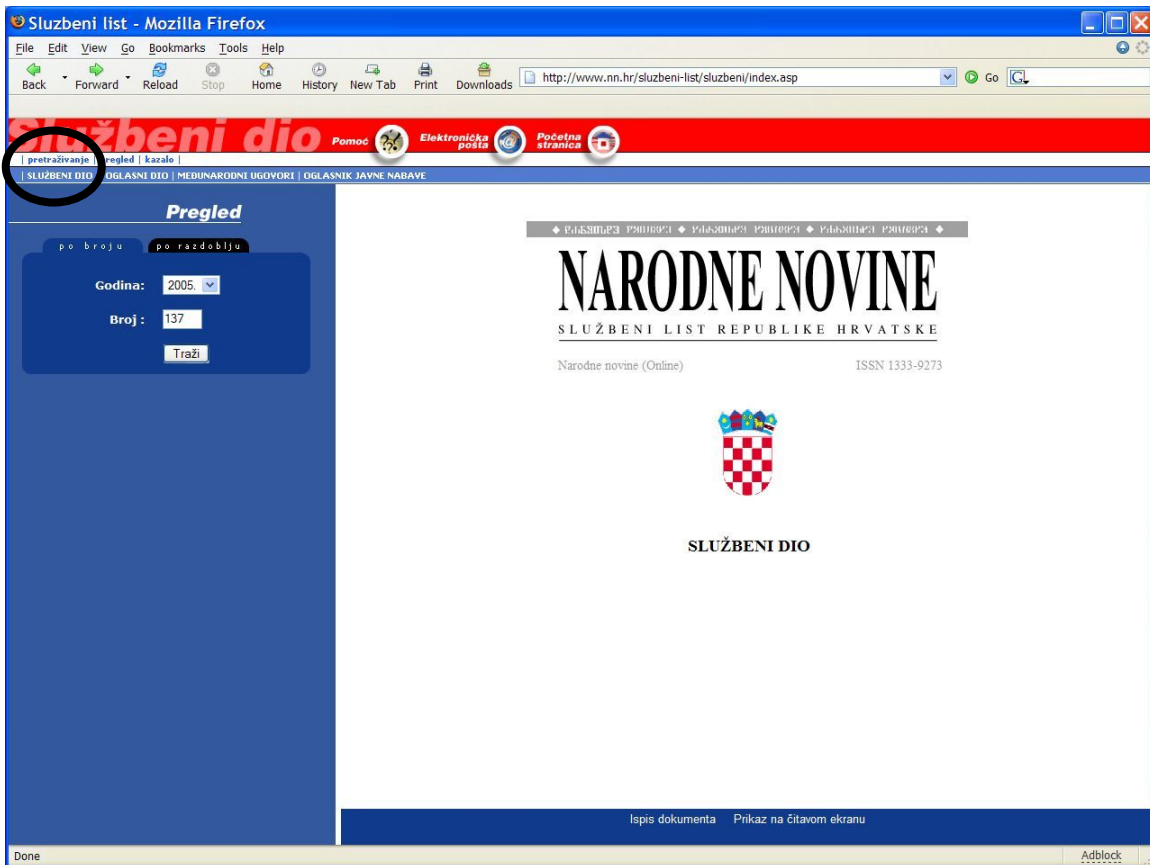 Sluzbeni list - Mozilla Firefox
File Edit View Go Bookmarks Tools Help
Back Forward Reload Stop Home History New Tab Print Downloads http://www.nn.hr/sluzbeni-list/sluzbeni/index.asp Go
Službeni dio Pomoć Elektronička pošta Početna stranica
| pretraživanje | pregled | kazalo |
| SLUŽBENI DIO | OGLASNI DIO | MEĐUNARODNI UGOVORI | OGLASNIK JAVNE NABAVE
Pregled
po broju po razdoblju
Godina: 2005.
Broj : 137
Traži
NARODNE NOVINE
SLUŽBENI LIST REPUBLIKE HRVATSKE
Narodne novine (Online) ISSN 1333-9273
SLUŽBENI DIO
Ispis dokumenta Prikaz na čitavom ekranu
Done Adblock